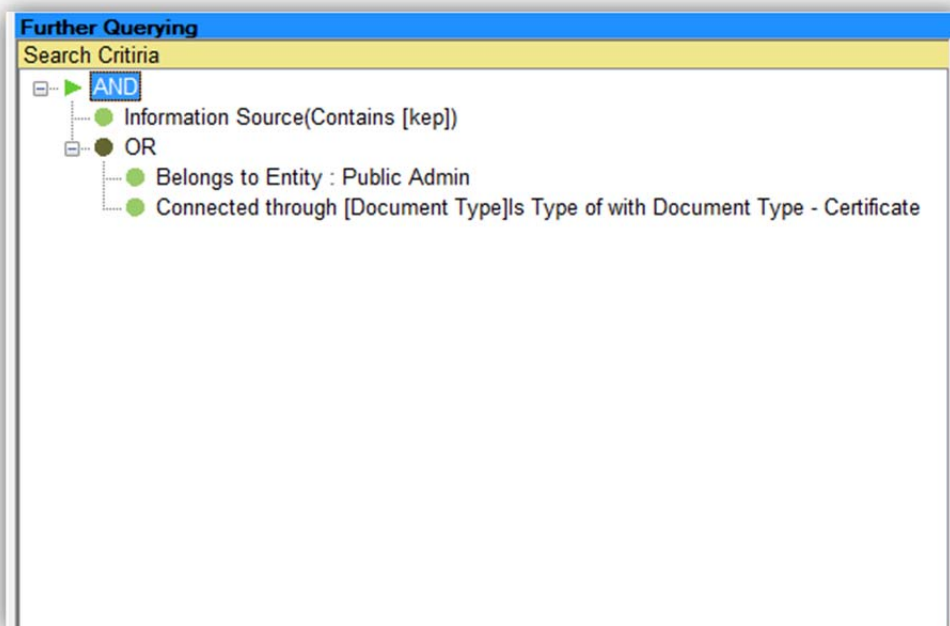 Further Querying
Search Critiria
AND
Information Source(Contains [kep])
OR
Belongs to Entity : Public Admin
Connected through [Document Type]Is Type of with Document Type - Certificate